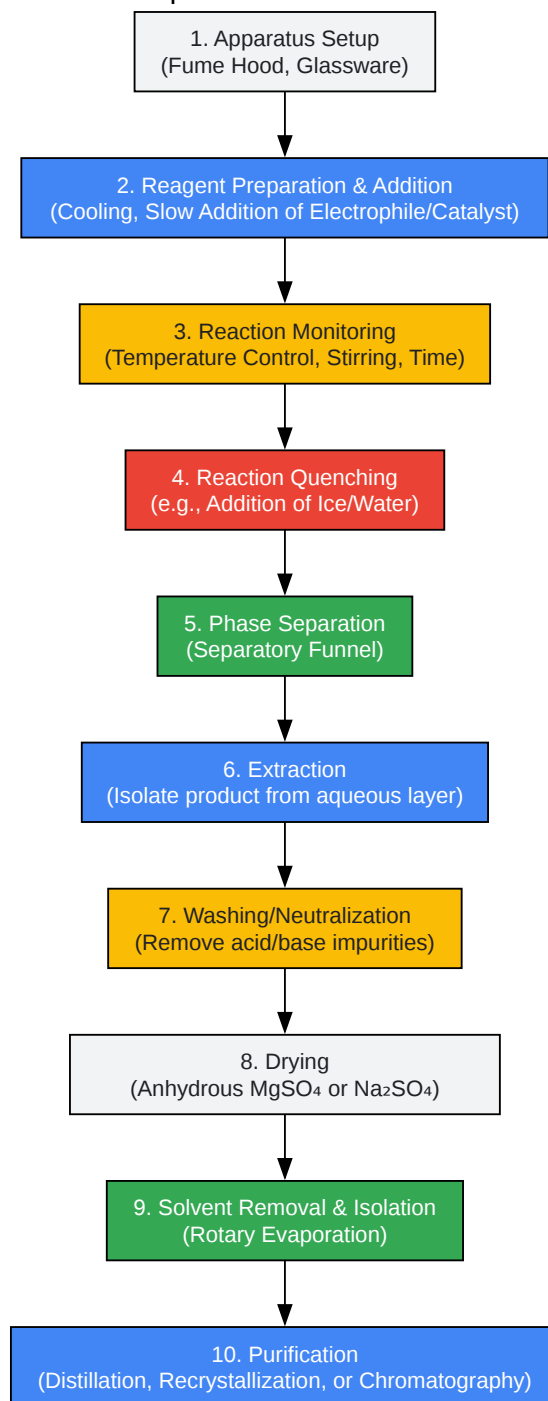 1. Apparatus Setup
(Fume Hood, Glassware)
2. Reagent Preparation & Addition
(Cooling, Slow Addition of Electrophile/Catalyst)
3. Reaction Monitoring
(Temperature Control, Stirring, Time)
4. Reaction Quenching
(e.g., Addition of Ice/Water)
5. Phase Separation
(Separatory Funnel)
6. Extraction
(Isolate product from aqueous layer)
7. Washing/Neutralization
(Remove acid/base impurities)
8. Drying
(Anhydrous MgSO₄ or Na₂SO₄)
9. Solvent Removal & Isolation
(Rotary Evaporation)
10. Purification
(Distillation, Recrystallization, or Chromatography)